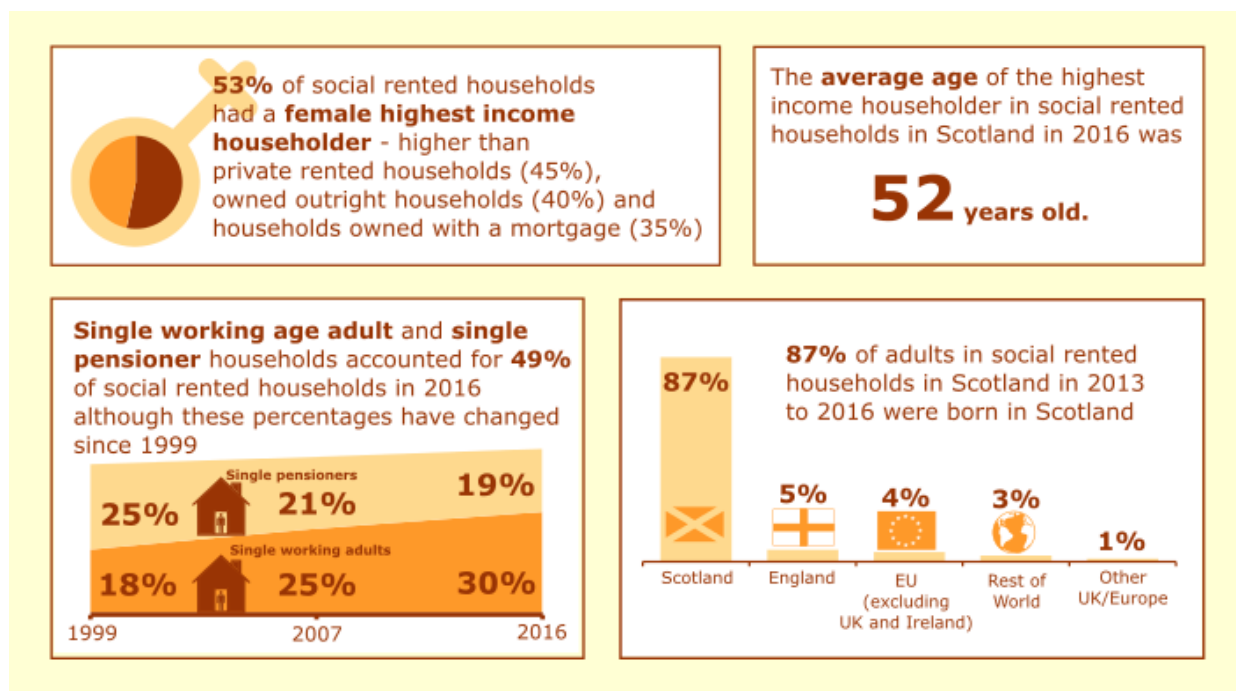 53% of social rented households
had a female highest income
householder - higher than
private rented households (45%),
owned outright households (40%) and
households owned with a mortgage (35%)
The average age of the highest
income householder in social rented
households in Scotland in 2016 was
52 years old.
Single working age adult and single
pensioner households accounted for 49%
of social rented households in 2016
although these percentages have changed
since 1999
Single pensioners
25% 21% 19%
Single working adults
18% 25% 30%
1999 2007 2016
87% of adults in social rented
households in Scotland in 2013
to 2016 were born in Scotland
87% 5% 4% 3% 1%
Scotland England EU Rest of Other
(excluding World UK/Europe
UK and Ireland)